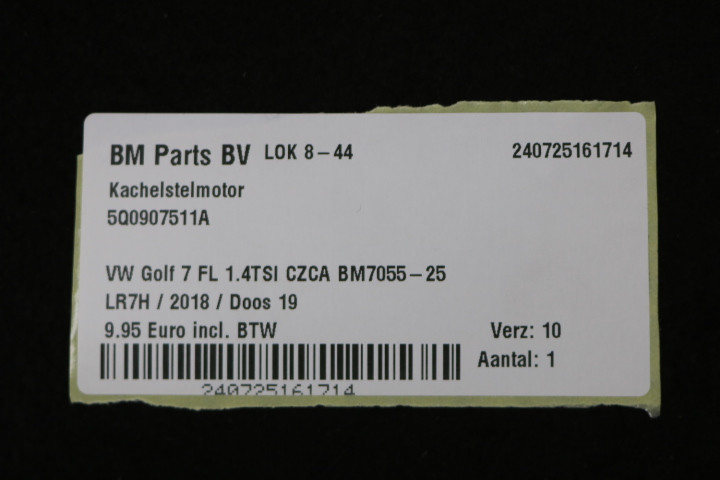 BM Parts BV LOK 8-44 240725161714
Kachelstelmotor
5Q0907511A
VW Golf 7 FL 1.4TSI CZCA BM7055-25
LR7H / 2018 / Doos 19
9.95 Euro incl. BTW Verz: 10
Aantal: 1
240725161714